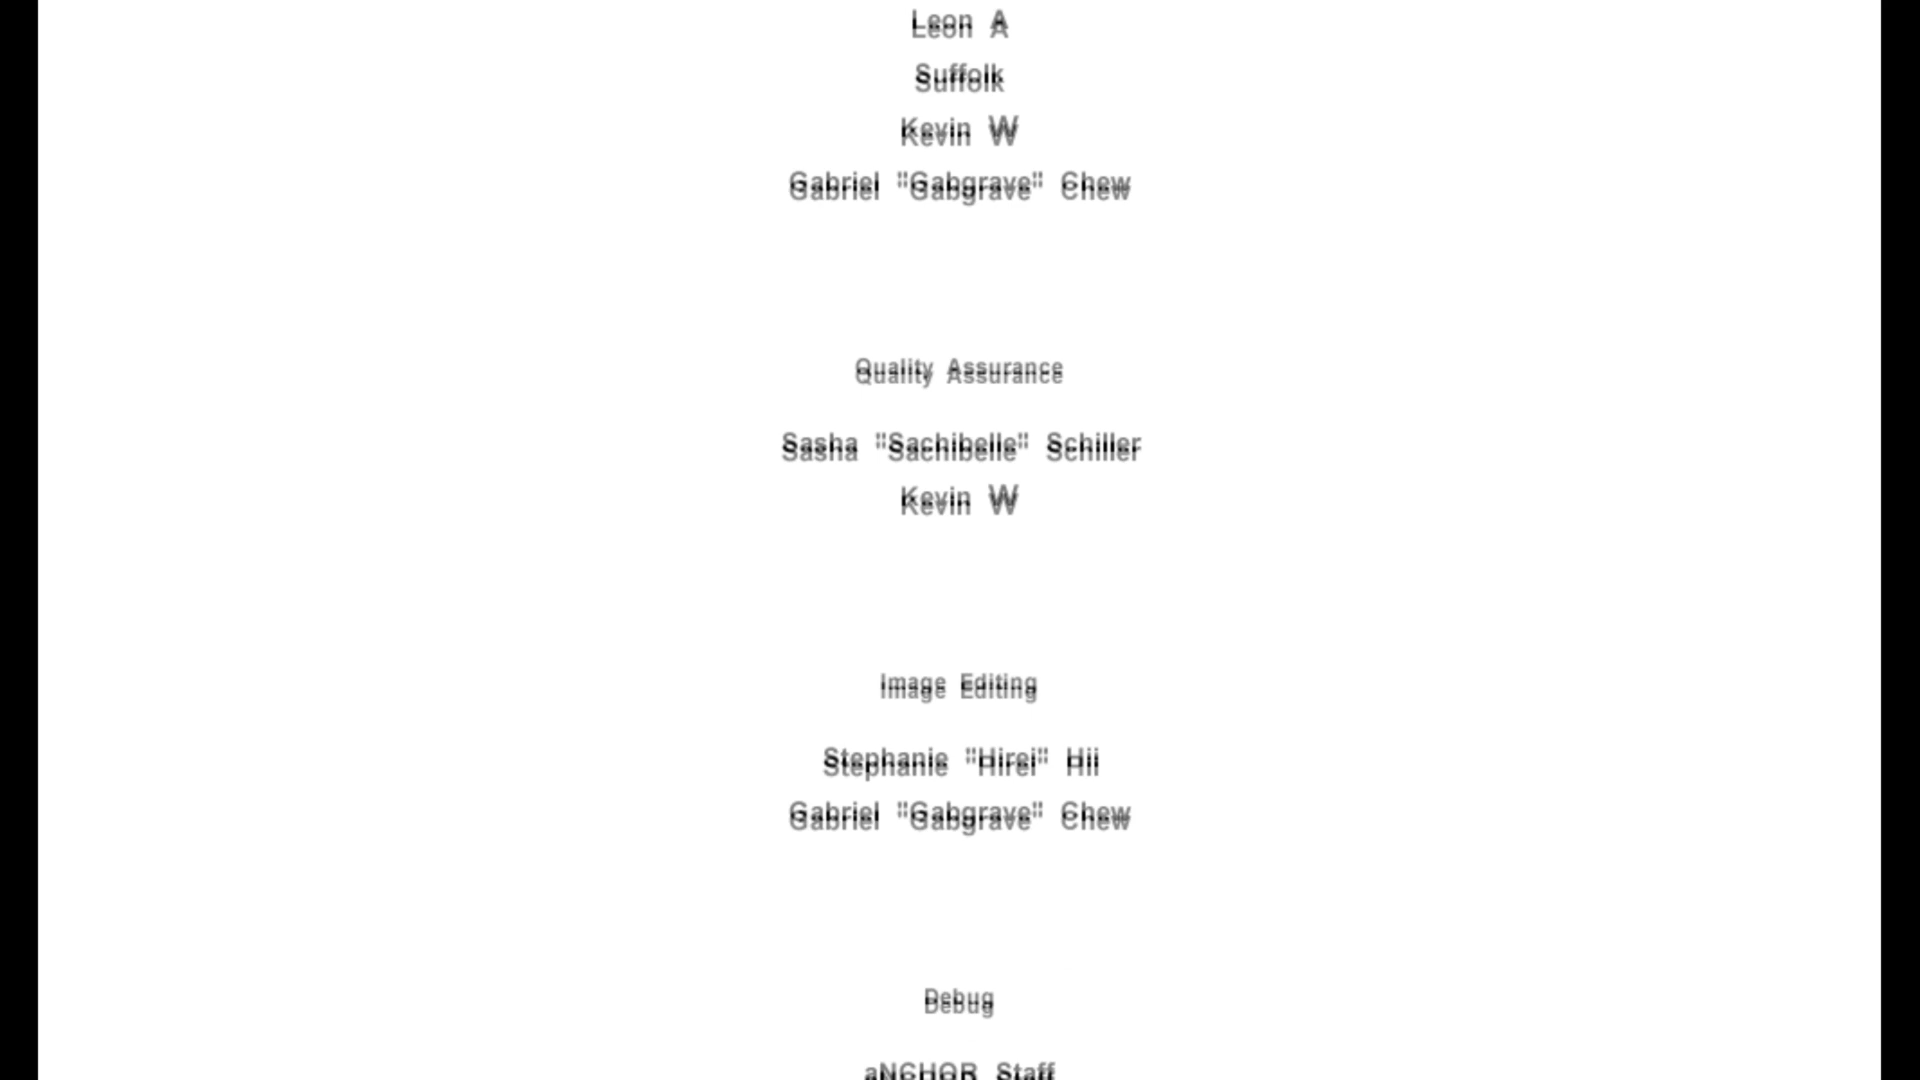 Leon A
Suffolk
Kevin W
Gabriel "Gabgrave" Chew
Quality Assurance
Sasha "Sachibelle" Schiller
Kevin W
Image Editing
Stephanie "Hirei" Hii
Gabriel "Gabgrave" Chew
Debug
aNCHOR Staff